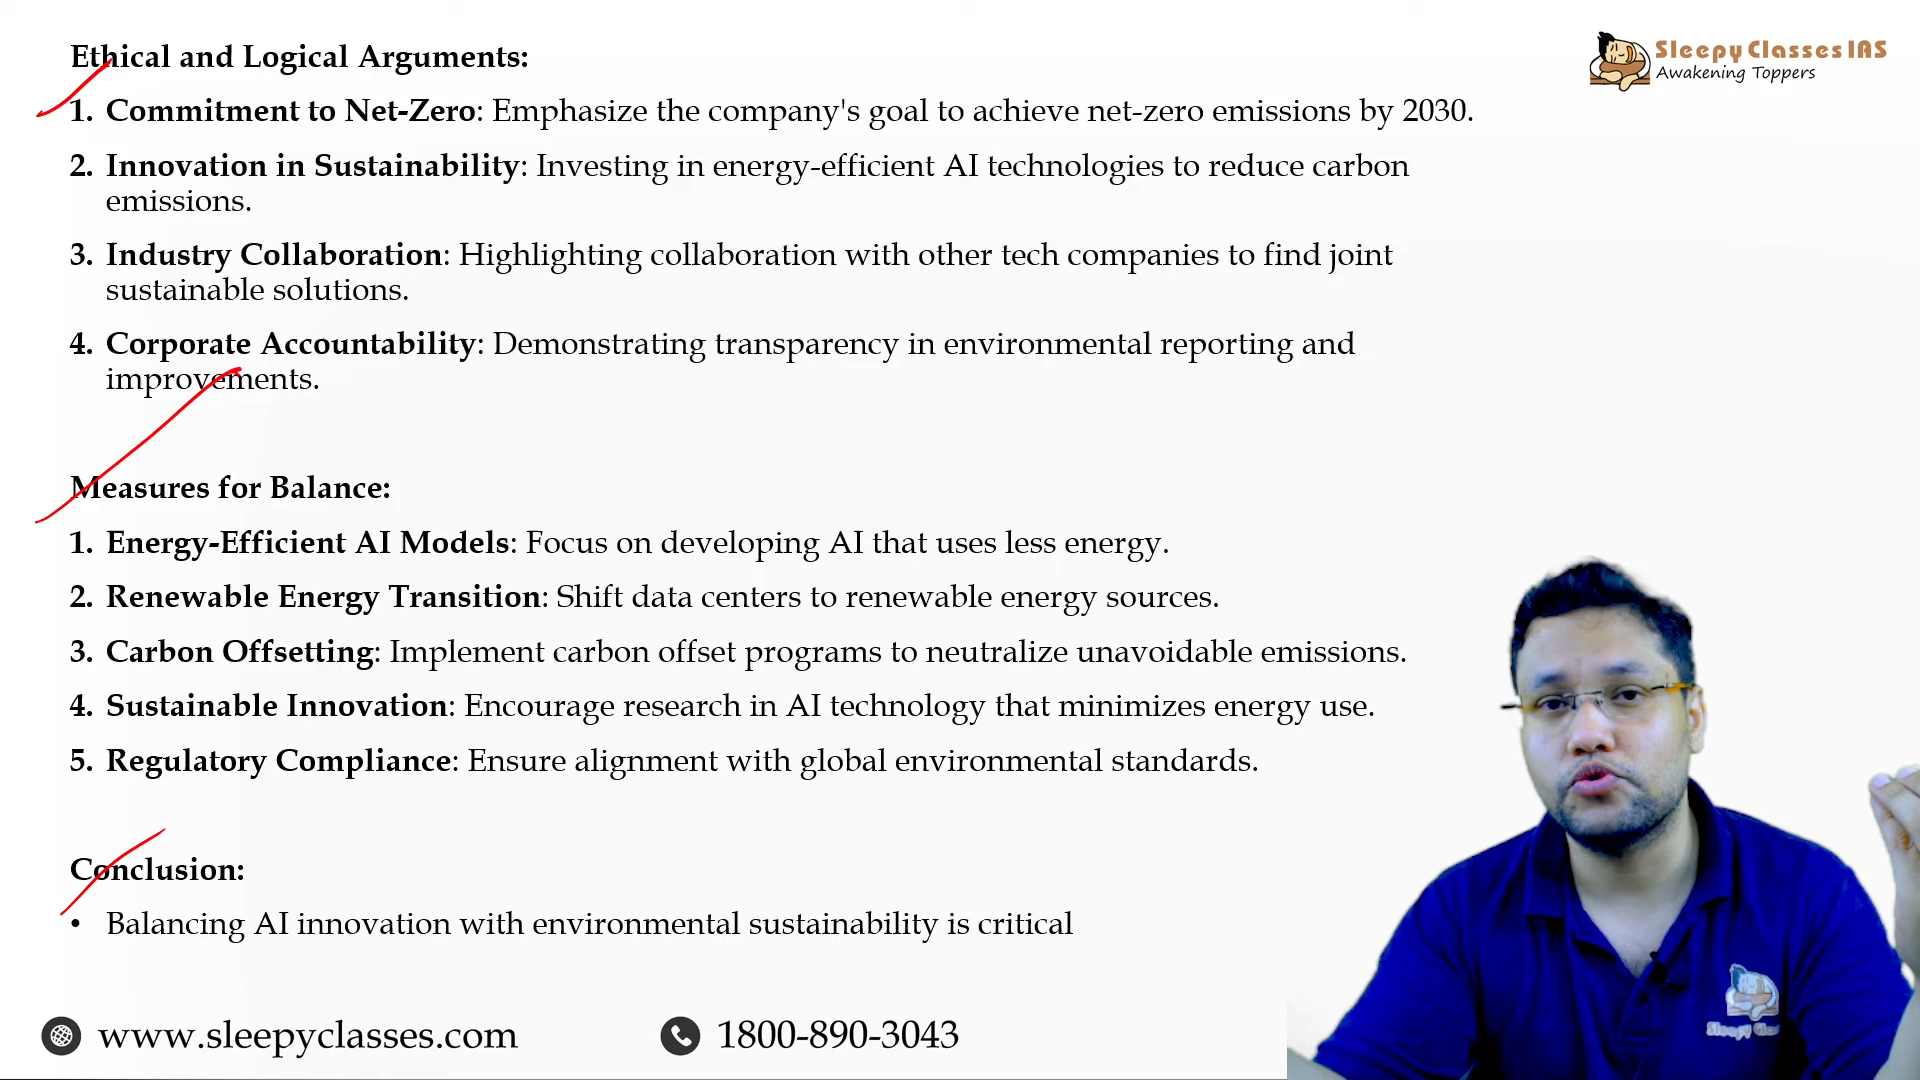 Ethical and Logical Arguments:
Sleepy Classes IAS
Awakening Toppers
1. Commitment to Net-Zero: Emphasize the company's goal to achieve net-zero emissions by 2030.
2. Innovation in Sustainability: Investing in energy-efficient AI technologies to reduce carbon
emissions.
3. Industry Collaboration: Highlighting collaboration with other tech companies to find joint
sustainable solutions.
4. Corporate Accountability: Demonstrating transparency in environmental reporting and
improvements.
Measures for Balance:
1. Energy-Efficient AI Models: Focus on developing AI that uses less energy.
2. Renewable Energy Transition: Shift data centers to renewable energy sources.
3. Carbon Offsetting: Implement carbon offset programs to neutralize unavoidable emissions.
4. Sustainable Innovation: Encourage research in AI technology that minimizes energy use.
5. Regulatory Compliance: Ensure alignment with global environmental standards.
Conclusion:
• Balancing AI innovation with environmental sustainability is critical
www.sleepyclasses.com
1800-890-3043
Sleepy